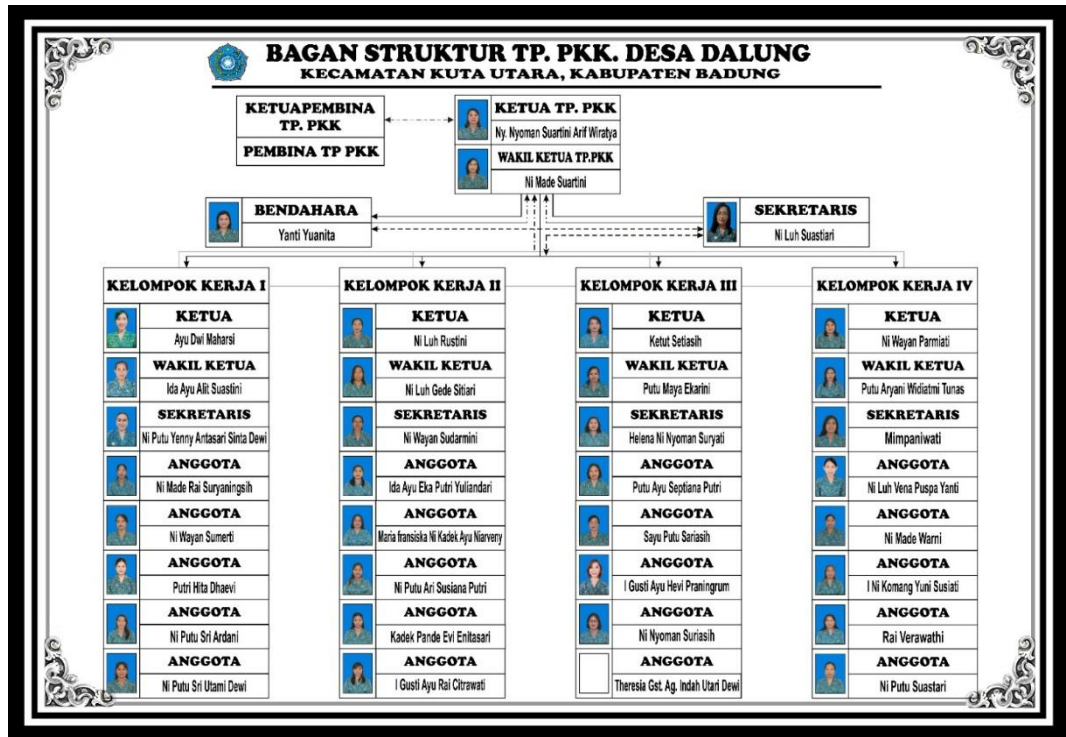 BAGAN STRUKTUR TP. PKK. DESA DALUNG
KECAMATAN KUTA UTARA, KABUPATEN BADUNG
KETUAPEMBINA
TP. PKK
PEMBINA TP PKK
KETUA TP. PKK
Ny. Nyoman Suartini Arif Wiratya
WAKIL KETUA TP.PKK
Ni Made Suartini
BENDAHARA
Yanti Yuanita
SEKRETARIS
Ni Luh Suastiari
KELOMPOK KERJA I
KETUA
Ayu Dwi Maharsi
WAKIL KETUA
Ida Ayu Alit Suastini
SEKRETARIS
Ni Putu Yenny Antasari Sinta Dewi
ANGGOTA
Ni Made Rai Suryaningsih
ANGGOTA
Ni Wayan Sumerti
ANGGOTA
Putri Hita Dhaevi
ANGGOTA
Ni Putu Sri Ardani
ANGGOTA
Ni Putu Sri Utami Dewi
KELOMPOK KERJA II
KETUA
Ni Luh Rustini
WAKIL KETUA
Ni Luh Gede Sitiari
SEKRETARIS
Ni Wayan Sudarmini
ANGGOTA
Ida Ayu Eka Putri Yuliandari
ANGGOTA
Maria fransiska Ni Kadek Ayu Niarveny
ANGGOTA
Ni Putu Ari Susiana Putri
ANGGOTA
Kadek Pande Evi Enitasari
ANGGOTA
I Gusti Ayu Rai Citrawati
KELOMPOK KERJA III
KETUA
Ketut Setiasih
WAKIL KETUA
Putu Maya Ekarini
SEKRETARIS
Helena Ni Nyoman Suryati
ANGGOTA
Putu Ayu Septiana Putri
ANGGOTA
Sayu Putu Sariasih
ANGGOTA
I Gusti Ayu Hevi Praningrum
ANGGOTA
Ni Nyoman Suriasih
ANGGOTA
Theresia Gst. Ag. Indah Utari Dewi
KELOMPOK KERJA IV
KETUA
Ni Wayan Parmiati
WAKIL KETUA
Putu Aryani Widiatmi Tunas
SEKRETARIS
Mimpaniwati
ANGGOTA
Ni Luh Vena Puspa Yanti
ANGGOTA
Ni Made Warni
ANGGOTA
I Ni Komang Yuni Susiati
ANGGOTA
Rai Verawathi
ANGGOTA
Ni Putu Suastari